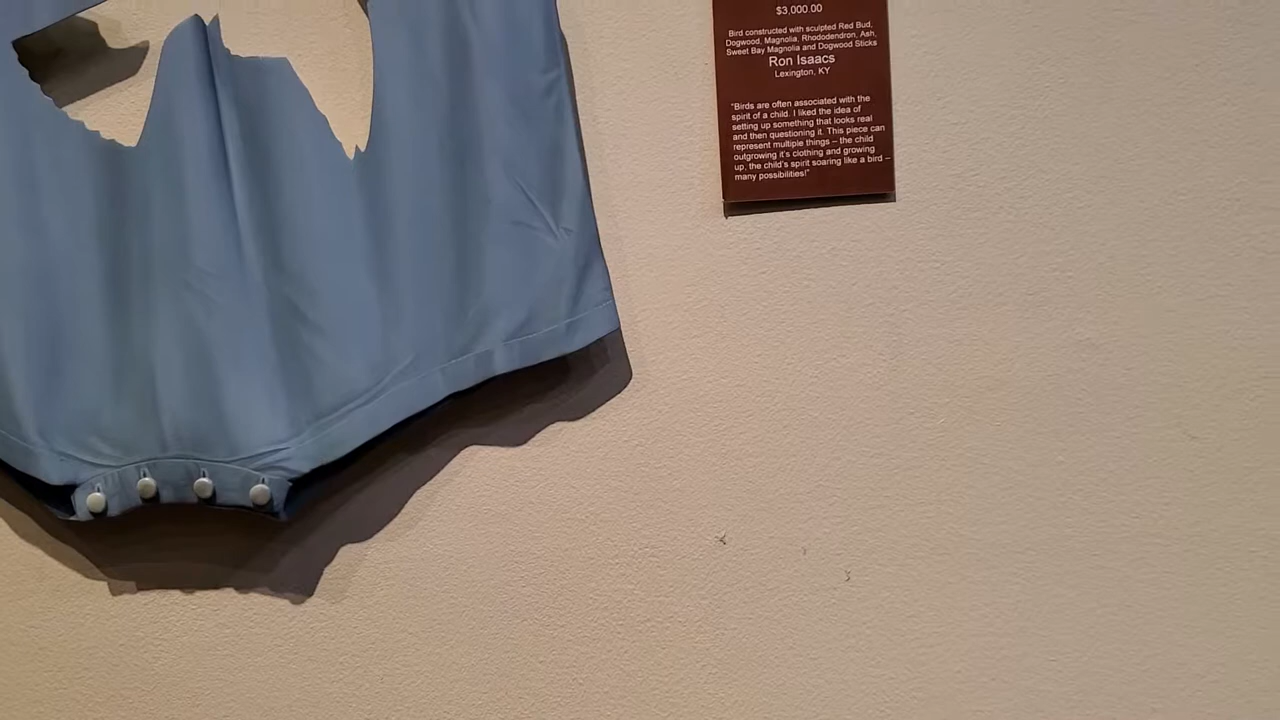 $3,000.00
Bird constructed with sculpted Red Bud,
Dogwood, Magnolia, Rhododendron, Ash,
Sweet Bay Magnolia and Dogwood Sticks
Ron Isaacs
Lexington, KY
"Birds are often associated with the
spirit of a child. I liked the idea of
setting up something that looks real
and then questioning it. This piece can
represent multiple things – the child
outgrowing it's clothing and growing
up, the child's spirit soaring like a bird –
many possibilities!"